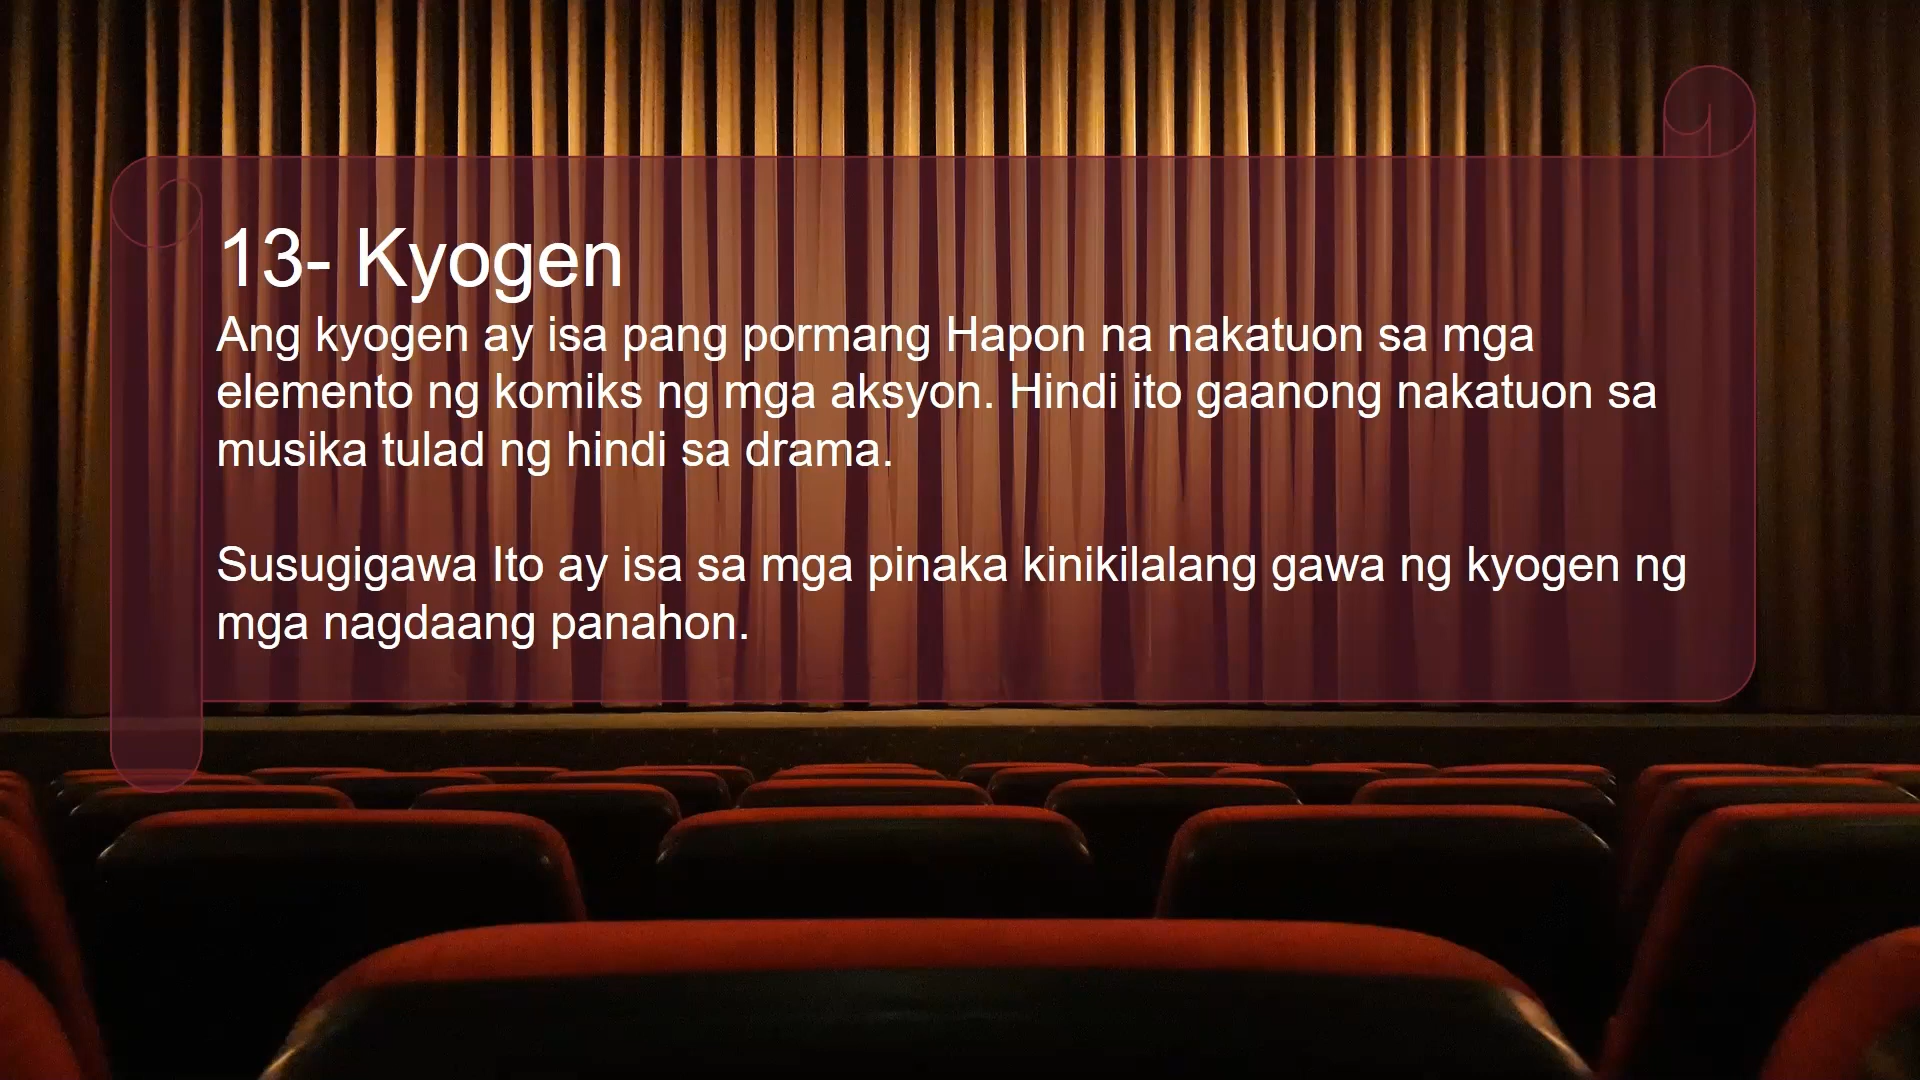 13- Kyogen
Ang kyogen ay isa pang pormang Hapon na nakatuon sa mga
elemento ng komiks ng mga aksyon. Hindi ito gaanong nakatuon sa
musika tulad ng hindi sa drama.
Susugigawa Ito ay isa sa mga pinaka kinikilalang gawa ng kyogen ng
mga nagdaang panahon.